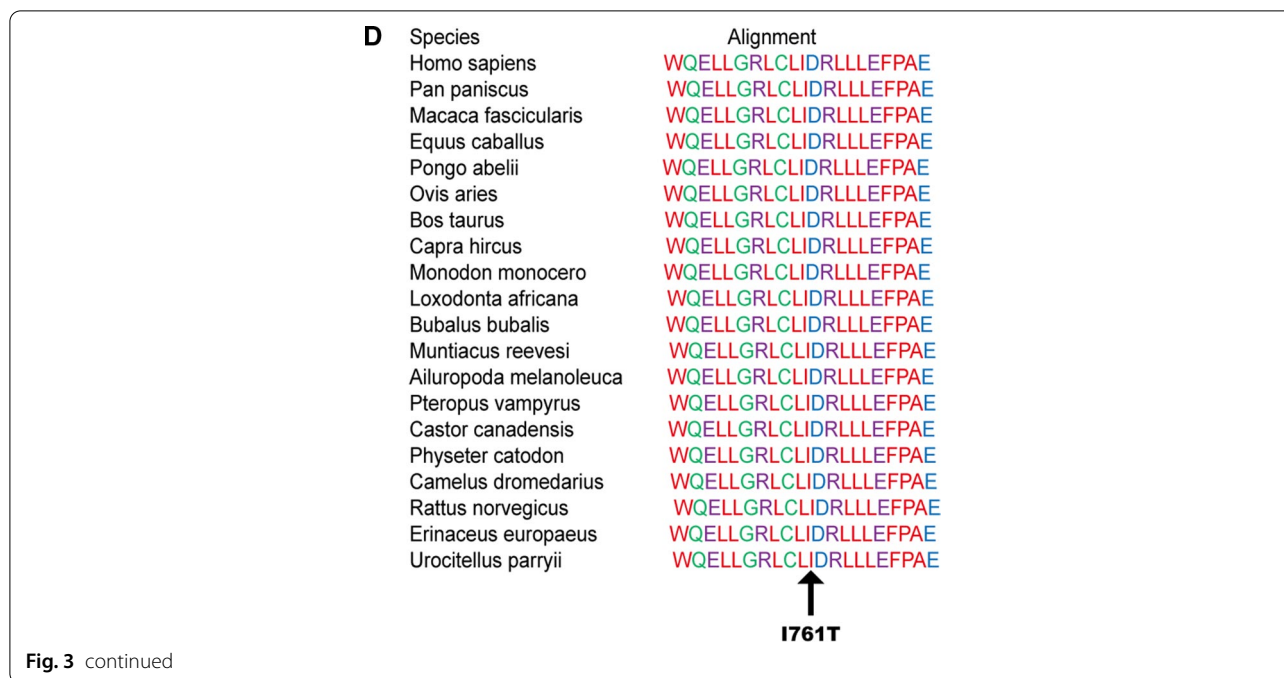 D Species Alignment
Homo sapiens WQELLGRLCLIDRLLLEFPAE
Pan paniscus WQELLGRLCLIDRLLLEFPAE
Macaca fascicularis WQELLGRLCLIDRLLLEFPAE
Equus caballus WQELLGRLCLIDRLLLEFPAE
Pongo abelii WQELLGRLCLIDRLLLEFPAE
Ovis aries WQELLGRLCLIDRLLLEFPAE
Bos taurus WQELLGRLCLIDRLLLEFPAE
Capra hircus WQELLGRLCLIDRLLLEFPAE
Monodon monocero WQELLGRLCLIDRLLLEFPAE
Loxodonta africana WQELLGRLCLIDRLLLEFPAE
Bubalus bubalis WQELLGRLCLIDRLLLEFPAE
Muntiacus reevesi WQELLGRLCLIDRLLLEFPAE
Ailuropoda melanoleuca WQELLGRLCLIDRLLLEFPAE
Pteropus vampyrus WQELLGRLCLIDRLLLEFPAE
Castor canadensis WQELLGRLCLIDRLLLEFPAE
Physeter catodon WQELLGRLCLIDRLLLEFPAE
Camelus dromedarius WQELLGRLCLIDRLLLEFPAE
Rattus norvegicus WQELLGRLCLIDRLLLEFPAE
Erinaceus europaeus WQELLGRLCLIDRLLLEFPAE
Urocitellus parryii WQELLGRLCLIDRLLLEFPAE
I761T
Fig. 3 continued